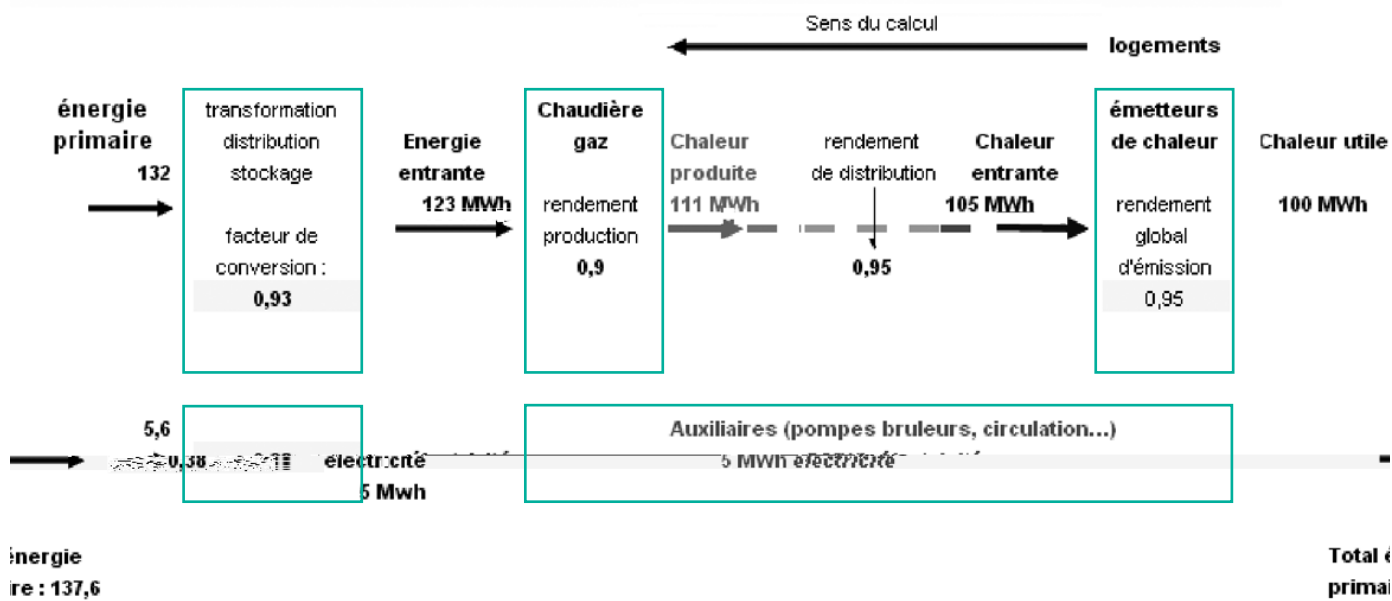 Sens du calcul
logements
énergie
primaire
132
transformation
distribution
stockage
facteur de
conversion :
0,93
Energie
entrante
123 MWh
Chaudière
gaz
rendement
production
0,9
Chaleur
produite
111 MWh
rendement
de distribution
0,95
Chaleur
entrante
105 MWh
émetteurs
de chaleur
rendement
global
d'émission
0,95
Chaleur utile
100 MWh
5,6
0,38
électricité
5 Mwh
Auxiliaires (pompes bruleurs, circulation...)
5 MWh électricité
énergie
ire : 137,6
Total é
primai